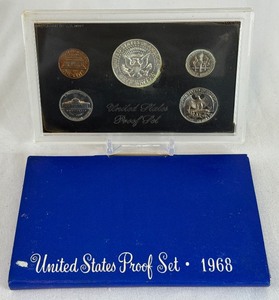 United States
Proof Set
United States Proof Set • 1968